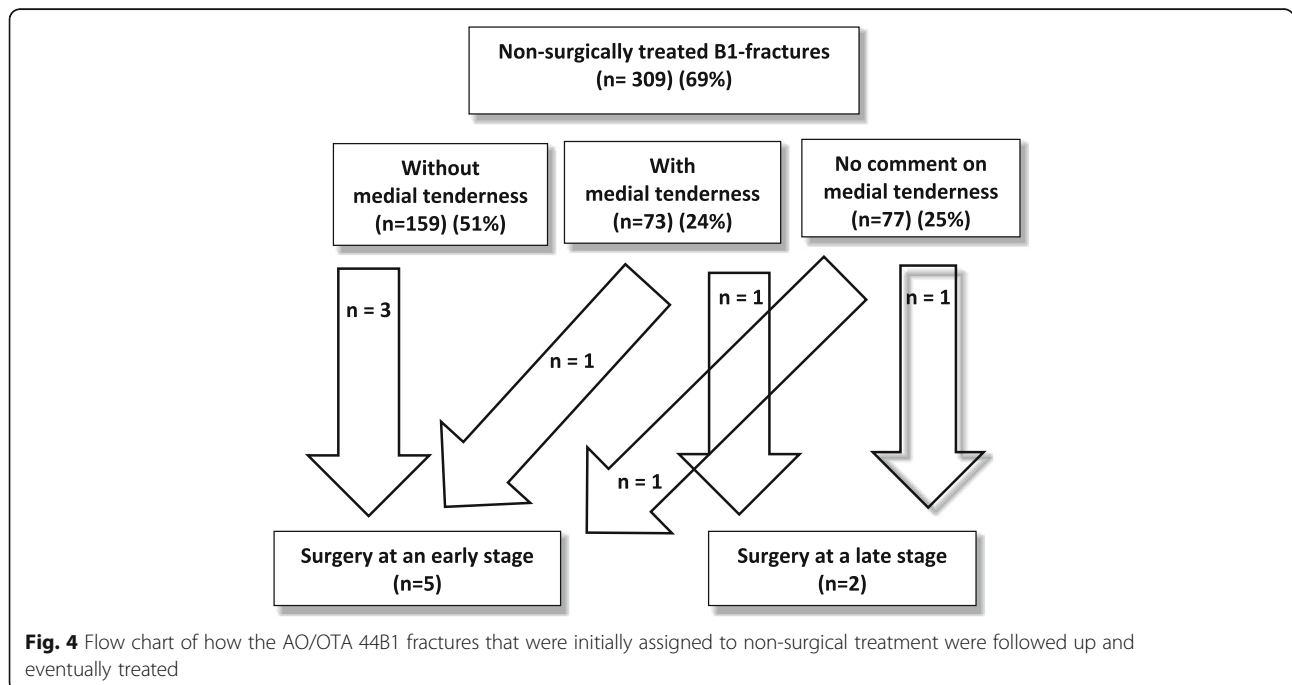 Non-surgically treated B1-fractures
(n= 309) (69%)
Without
medial tenderness
(n=159) (51%)
With
medial tenderness
(n=73) (24%)
No comment on
medial tenderness
(n=77) (25%)
n = 3
n = 1
n = 1
n = 1
n = 1
Surgery at an early stage
(n=5)
Surgery at a late stage
(n=2)
Fig. 4 Flow chart of how the AO/OTA 44B1 fractures that were initially assigned to non-surgical treatment were followed up and
eventually treated